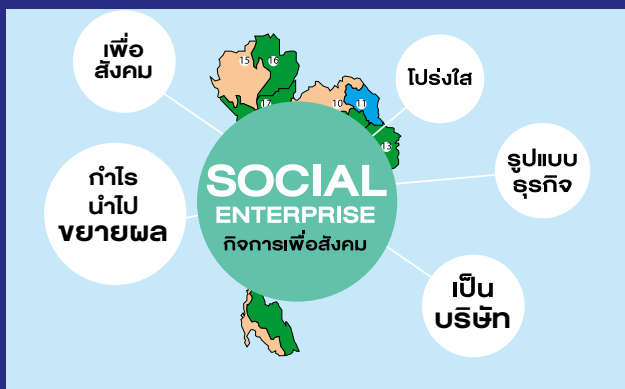 เพื่อ
สังคม
15
16
โปร่งใส
17
10
11
13
รูปแบบ
ธุรกิจ
กำไร
นำไป
ขยายผล
SOCIAL
ENTERPRISE
กิจการเพื่อสังคม
เป็น
บริษัท